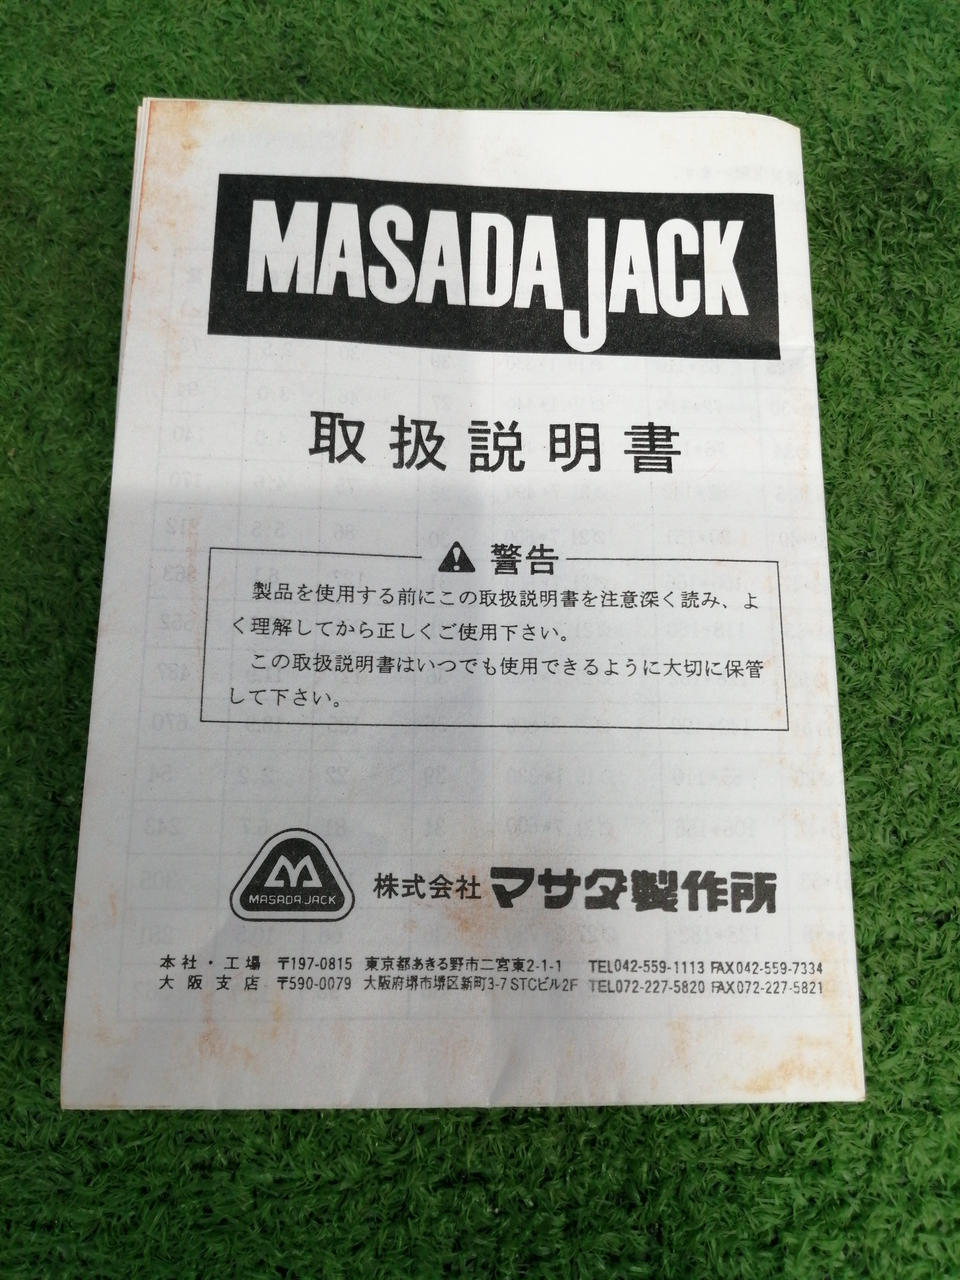 MASADA JACK
取扱説明書
警告
製品を使用する前にこの取扱説明書を注意深く読み、よ
く理解してから正しくご使用下さい。
この取扱説明書はいつでも使用できるように大切に保管
して下さい。
MASADA JACK
株式会社 マサダ製作所
本社・工場 〒197-0815 東京都あきる野市二宮東2-1-1 TEL042-559-1113 FAX042-559-7334
大阪支店 〒590-0079 大阪府堺市堺区新町3-7 STCビル2F TEL072-227-5820 FAX072-227-5821